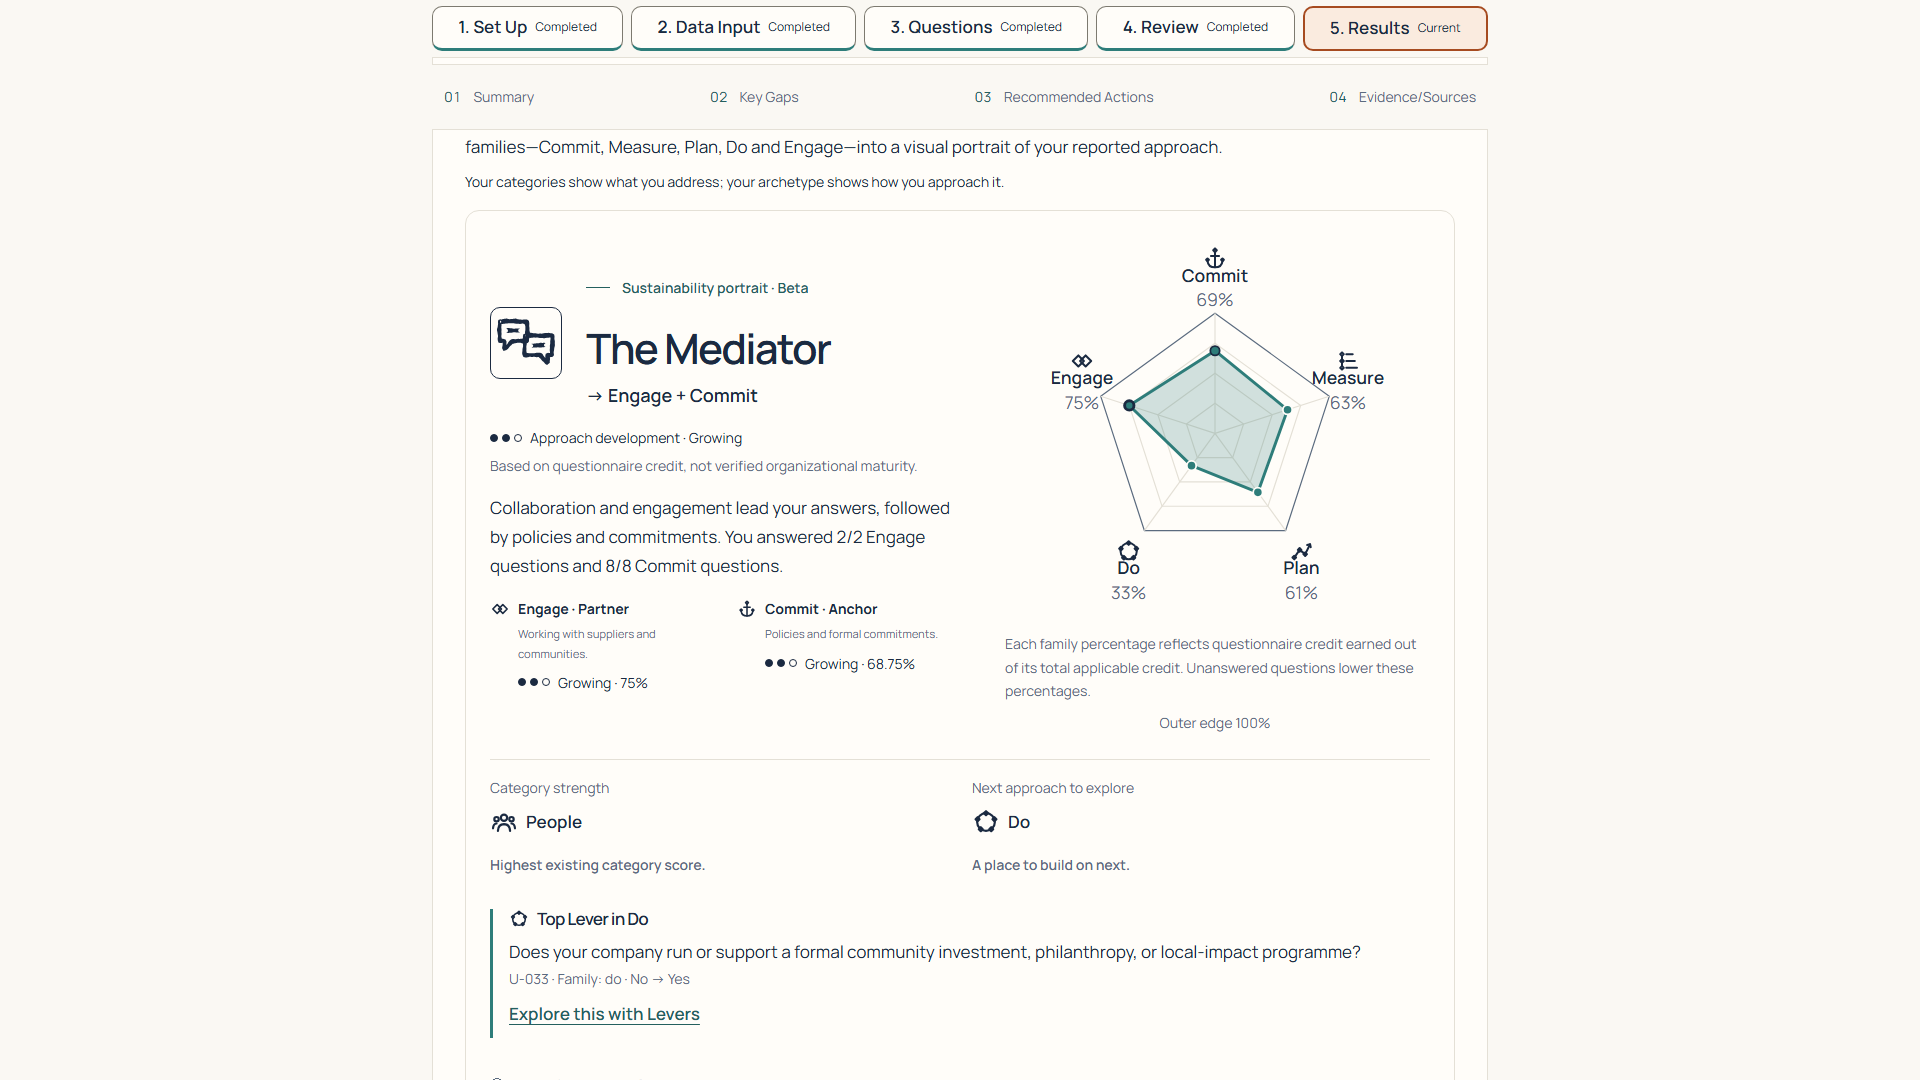 1. Set Up Completed
2. Data Input Completed
3. Questions Completed
4. Review Completed
5. Results Current
01 Summary
02 Key Gaps
03 Recommended Actions
04 Evidence/Sources
families—Commit, Measure, Plan, Do and Engage—into a visual portrait of your reported approach.
Your categories show what you address; your archetype shows how you approach it.
Sustainability portrait · Beta
The Mediator
→ Engage + Commit
Approach development · Growing
Based on questionnaire credit, not verified organizational maturity.
Collaboration and engagement lead your answers, followed
by policies and commitments. You answered 2/2 Engage
questions and 8/8 Commit questions.
Engage · Partner
Working with suppliers and
communities.
Growing · 75%
Commit · Anchor
Policies and formal commitments.
Growing · 68.75%
Commit
69%
Engage
75%
Measure
63%
Do
33%
Plan
61%
Each family percentage reflects questionnaire credit earned out
of its total applicable credit. Unanswered questions lower these
percentages.
Outer edge 100%
Category strength
People
Highest existing category score.
Next approach to explore
Do
A place to build on next.
Top Lever in Do
Does your company run or support a formal community investment, philanthropy, or local-impact programme?
U-033 · Family: do · No → Yes
Explore this with Levers